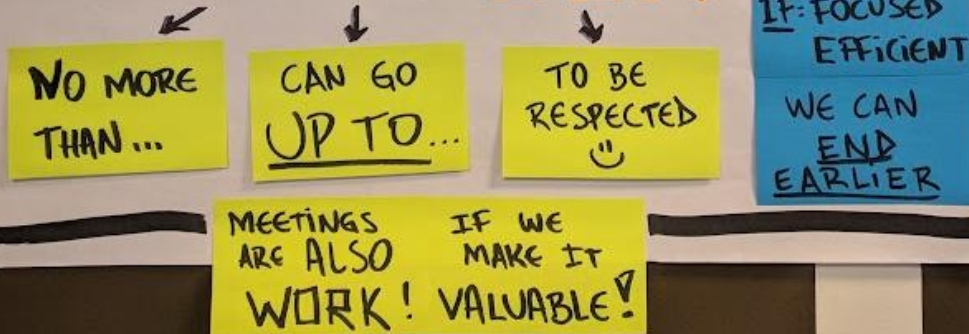 NO MORE
THAN...
CAN GO
UP TO...
TO BE
RESPECTED
IF: FOCUSED
EFFiCiENT
WE CAN
END
EARLiER
MEETiNGS
ARE ALSO
WORK!
IF WE
MAKE IT
VALUABLE!